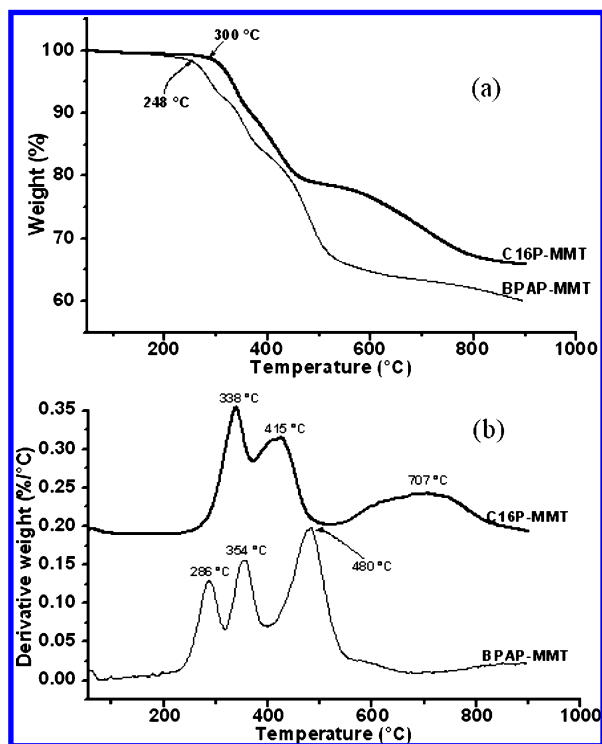 100
90
80
70
60
Weight (%)
300 °C
248 °C
(a)
C16P-MMT
BPAP-MMT
200 400 600 800 1000
Temperature (°C)
0.35
0.30
0.25
0.20
0.15
0.10
0.05
0.00
Derivative weight (%/°C)
338 °C
415 °C
(b)
707 °C
C16P-MMT
286 °C
354 °C
480 °C
BPAP-MMT
200 400 600 800 1000
Temperature (°C)